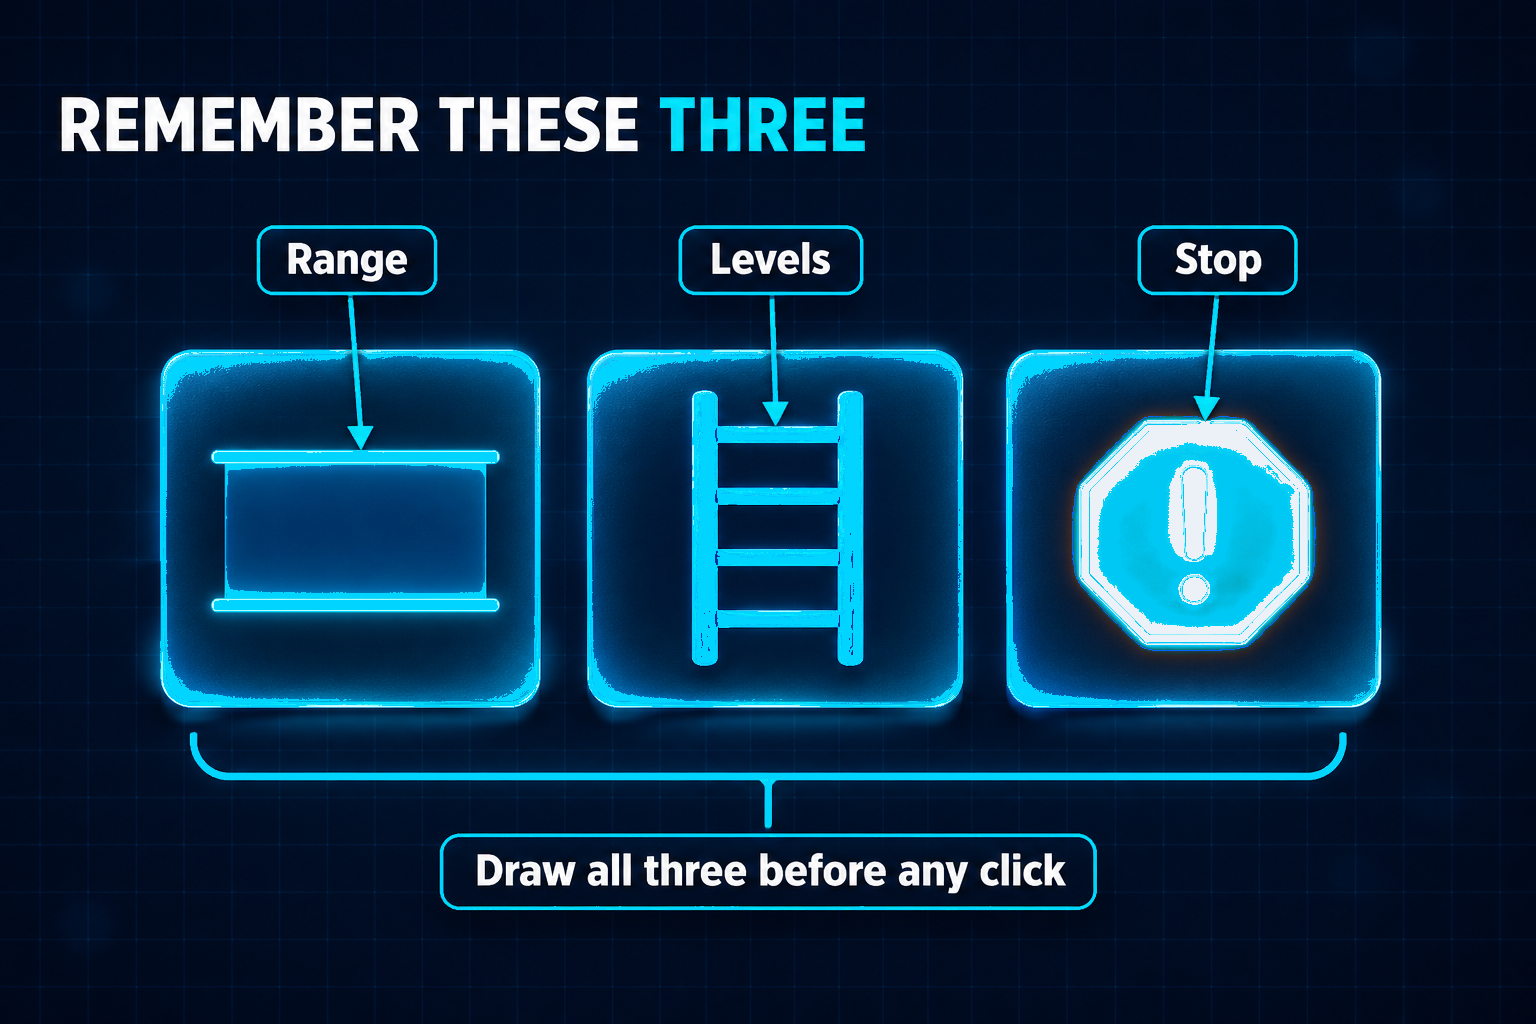 REMEMBER THESE THREE
Range
Levels
Stop
Draw all three before any click